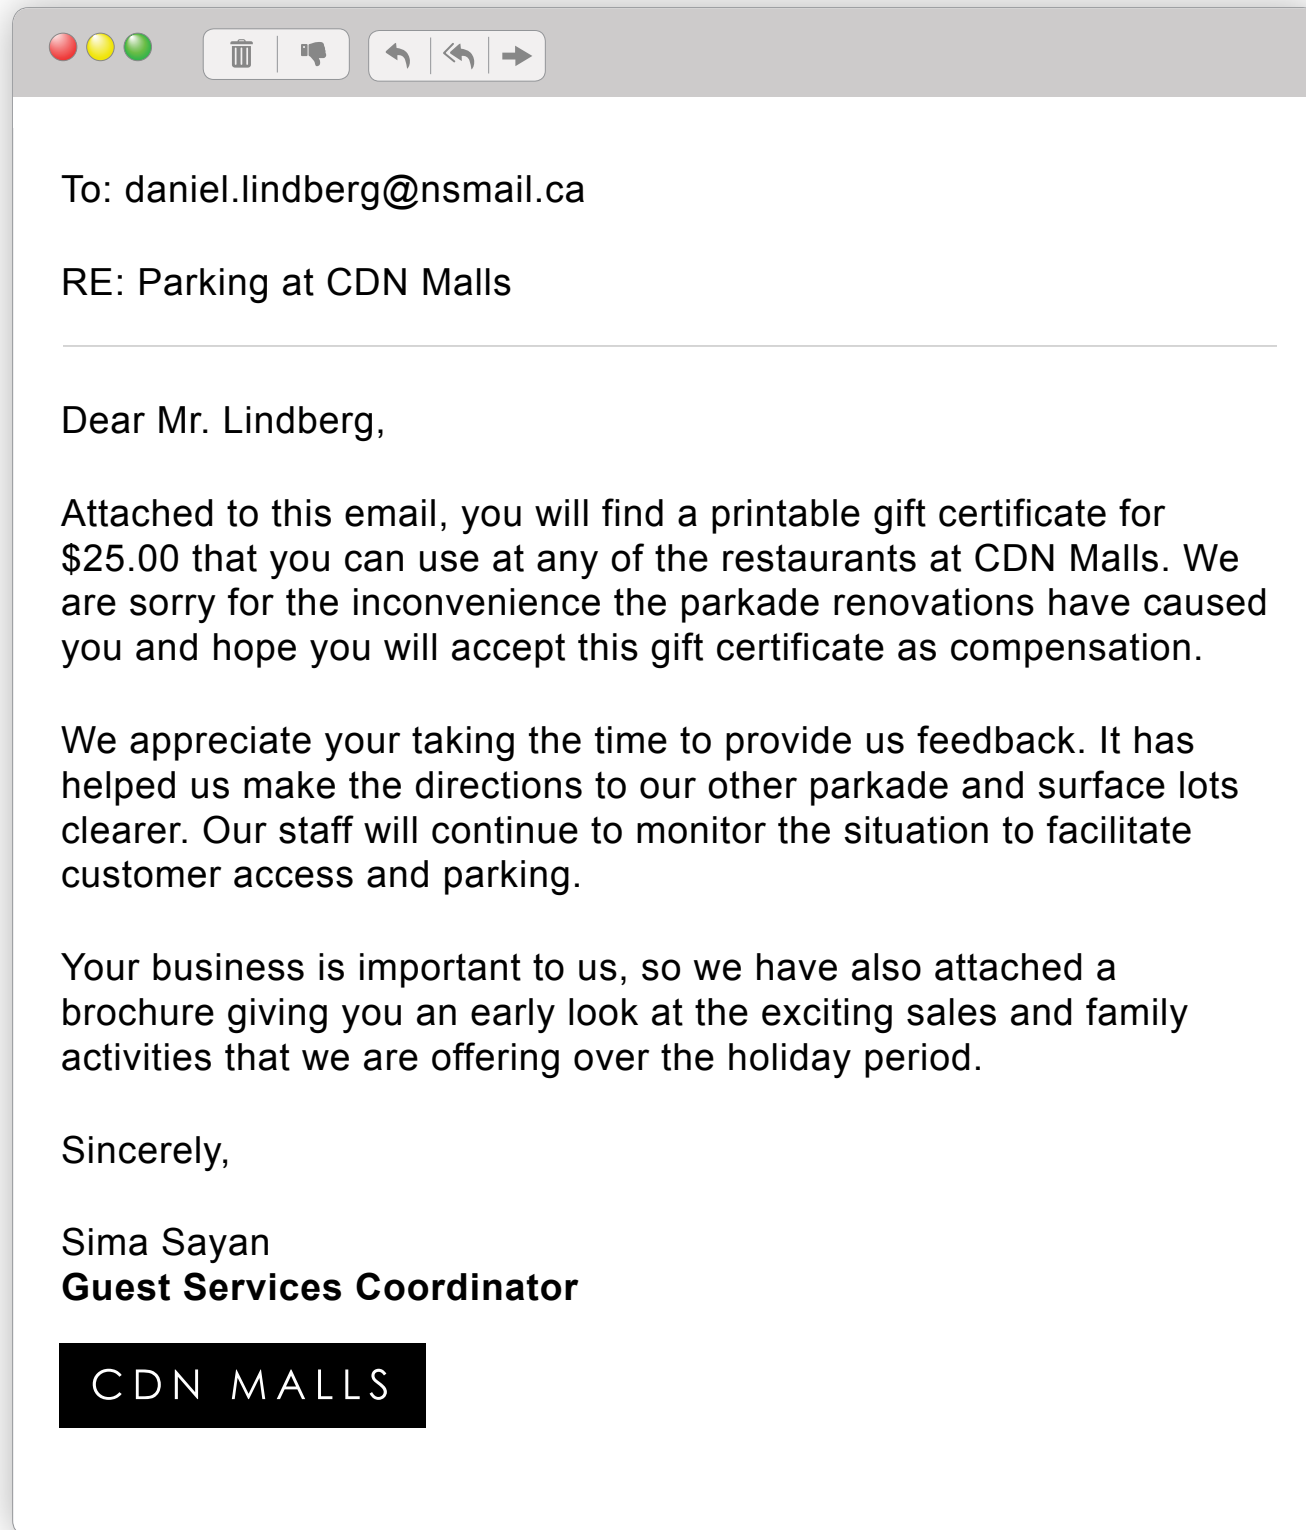 To: daniel.lindberg@nsmail.ca
RE: Parking at CDN Malls
Dear Mr. Lindberg,
Attached to this email, you will find a printable gift certificate for
$25.00 that you can use at any of the restaurants at CDN Malls. We
are sorry for the inconvenience the parkade renovations have caused
you and hope you will accept this gift certificate as compensation.
We appreciate your taking the time to provide us feedback. It has
helped us make the directions to our other parkade and surface lots
clearer. Our staff will continue to monitor the situation to facilitate
customer access and parking.
Your business is important to us, so we have also attached a
brochure giving you an early look at the exciting sales and family
activities that we are offering over the holiday period.
Sincerely,
Sima Sayan
Guest Services Coordinator
CDN MALLS